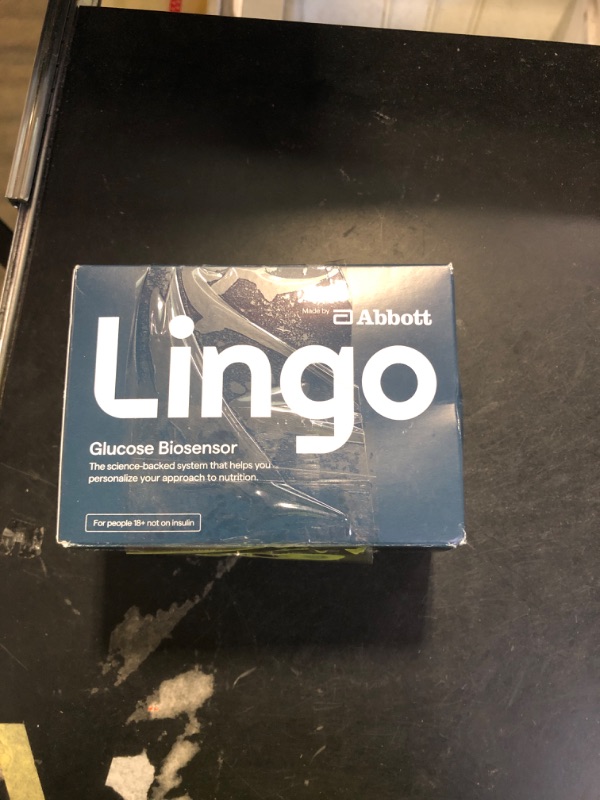 Made by Abbott
Lingo
Glucose Biosensor
The science-backed system that helps you
personalize your approach to nutrition.
For people 18+ not on insulin